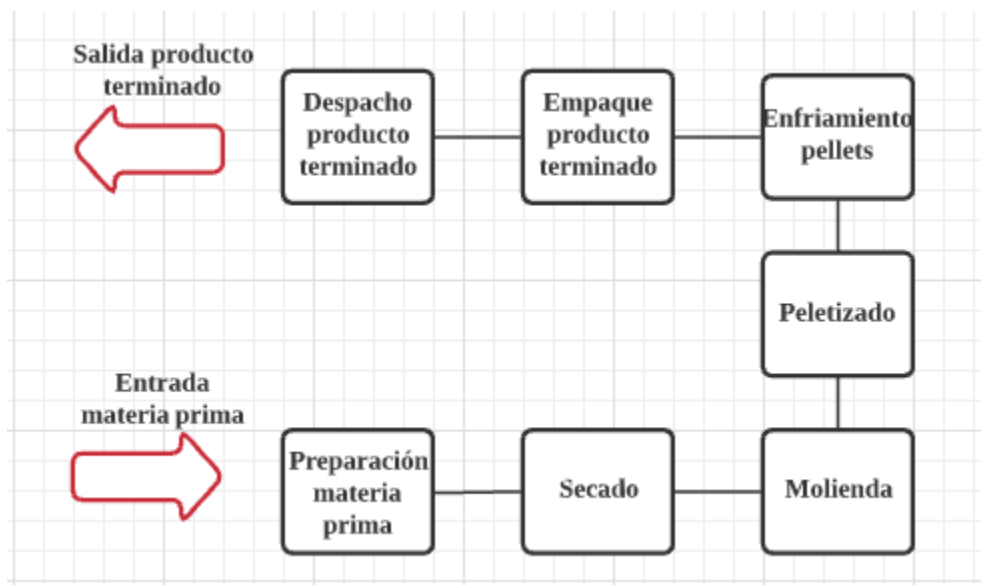 Salida producto
terminado
Despacho
producto
terminado
Empaque
producto
terminado
Enfriamiento
pellets
Peletizado
Entrada
materia prima
Preparación
materia
prima
Secado
Molienda